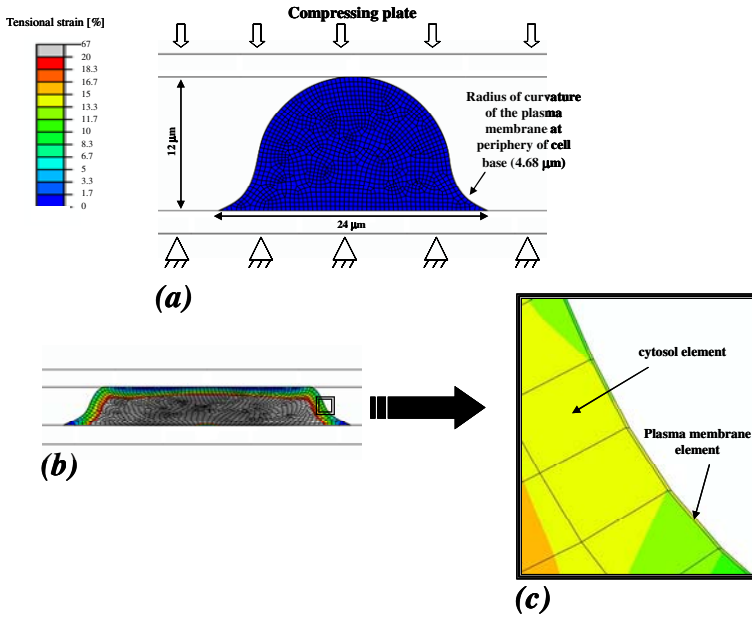 Compressing plate
Tensional strain [%]
67
20
18.3
16.7
15
13.3
11.7
10
8.3
6.7
5
3.3
1.7
0
12 μm
Radius of curvature
of the plasma
membrane at
periphery of cell
base (4.68 μm)
24 μm
(a)
(b)
cytosol element
Plasma membrane
element
(c)